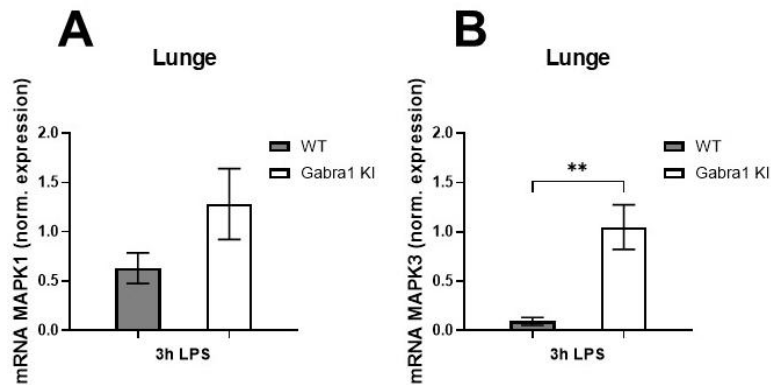 A
Lunge
mRNA MAPK1 (norm. expression)
2.0
1.5
1.0
0.5
0.0
3h LPS
WT
Gabra1 KI
B
Lunge
mRNA MAPK3 (norm. expression)
2.0
1.5
1.0
0.5
0.0
**
3h LPS
WT
Gabra1 KI